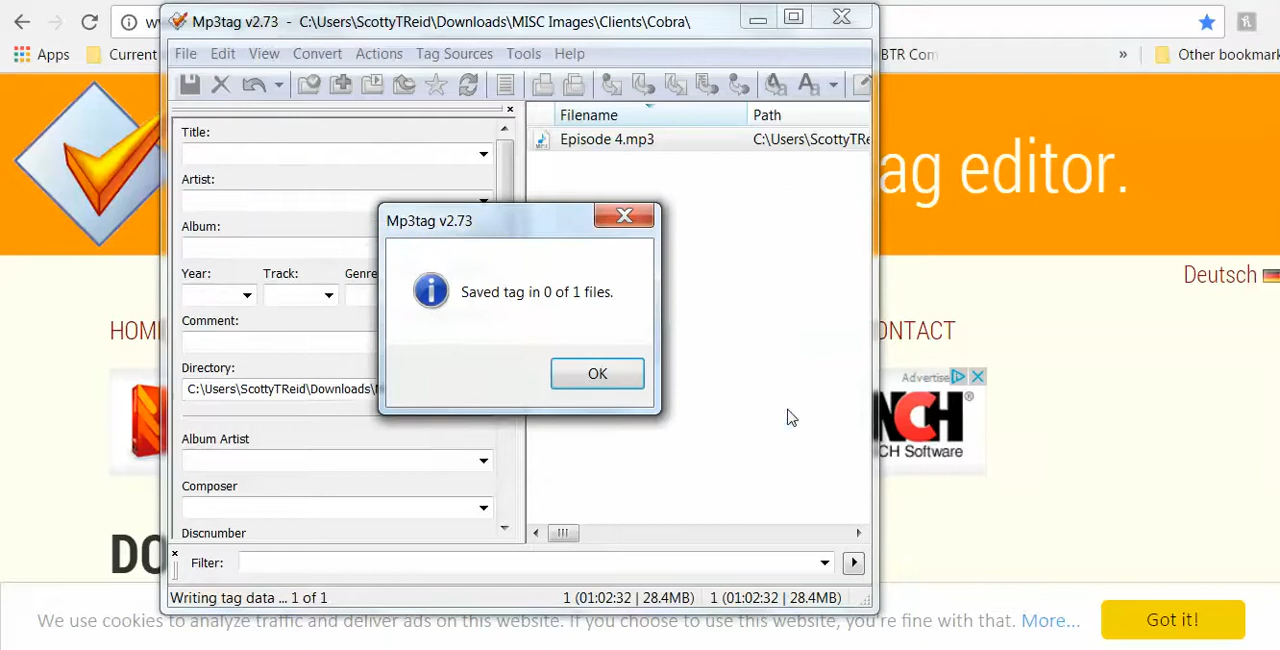 Mp3tag v2.73 - C:\Users\ScottyTReid\Downloads\MISC Images\Clients\Cobra\
Apps Current BTR Com » Other bookmar
File Edit View Convert Actions Tag Sources Tools Help
Title:
Filename Path
Episode 4.mp3 C:\Users\ScottyTRe
ag editor.
Artist:
Album:
Mp3tag v2.73
Saved tag in 0 of 1 files.
OK
Year: Track: Genre
Deutsch
Comment:
HOM ONTACT
Directory:
C:\Users\ScottyTReid\Downloads\
Advertise
NCH ®
CH Software
Album Artist
Composer
Discnumber
DO
Filter:
Writing tag data ... 1 of 1 1 (01:02:32 | 28.4MB) 1 (01:02:32 | 28.4MB)
We use cookies to analyze traffic and deliver ads on this website. If you choose to use this website, you're fine with that. More... Got it!